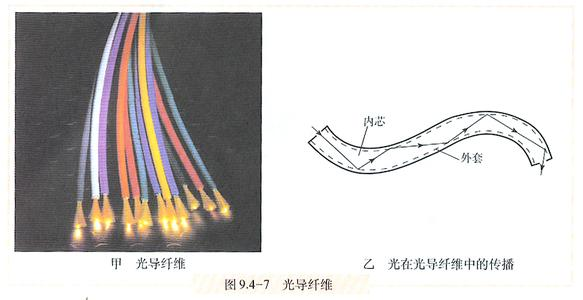 内芯
外套
甲 光导纤维
乙 光在光导纤维中的传播
图 9.4-7 光导纤维